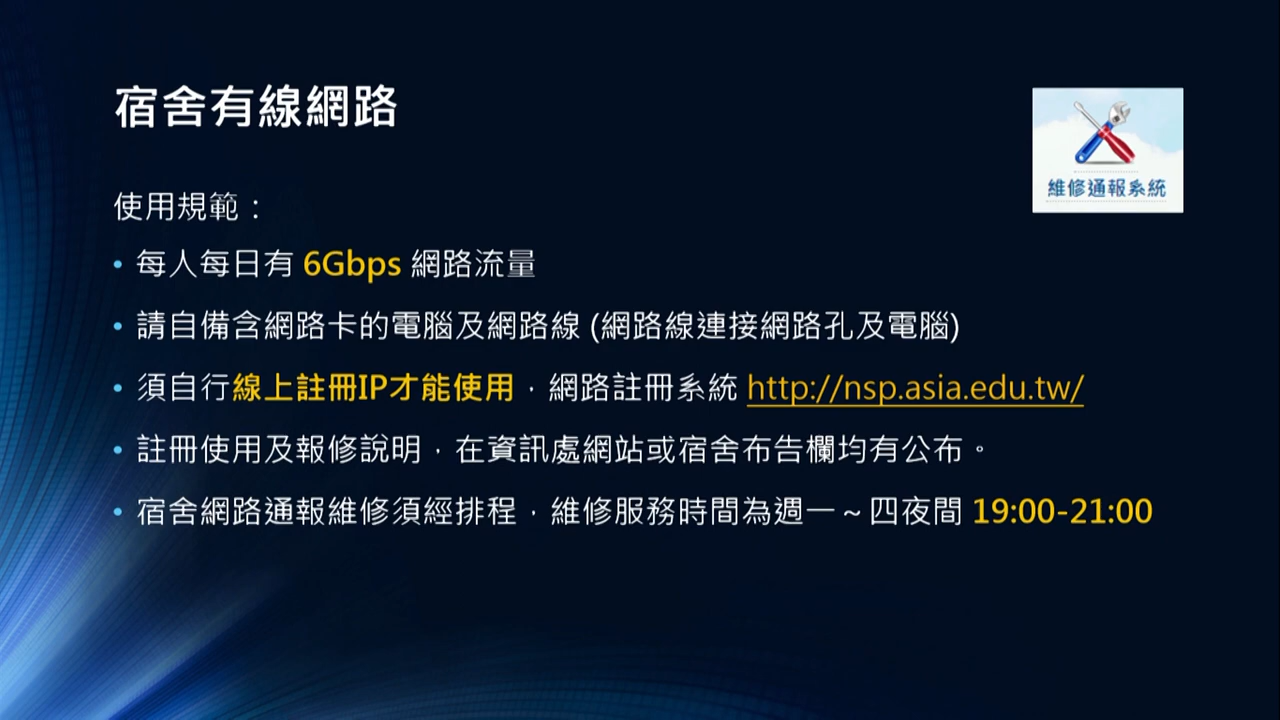 宿舍有線網路
維修通報系統
使用規範：
• 每人每日有 6Gbps 網路流量
• 請自備含網路卡的電腦及網路線 (網路線連接網路孔及電腦)
• 須自行線上註冊IP才能使用，網路註冊系統 http://nsp.asia.edu.tw/
• 註冊使用及報修說明，在資訊處網站或宿舍布告欄均有公布。
• 宿舍網路通報維修須經排程，維修服務時間為週一～四夜間 19:00-21:00